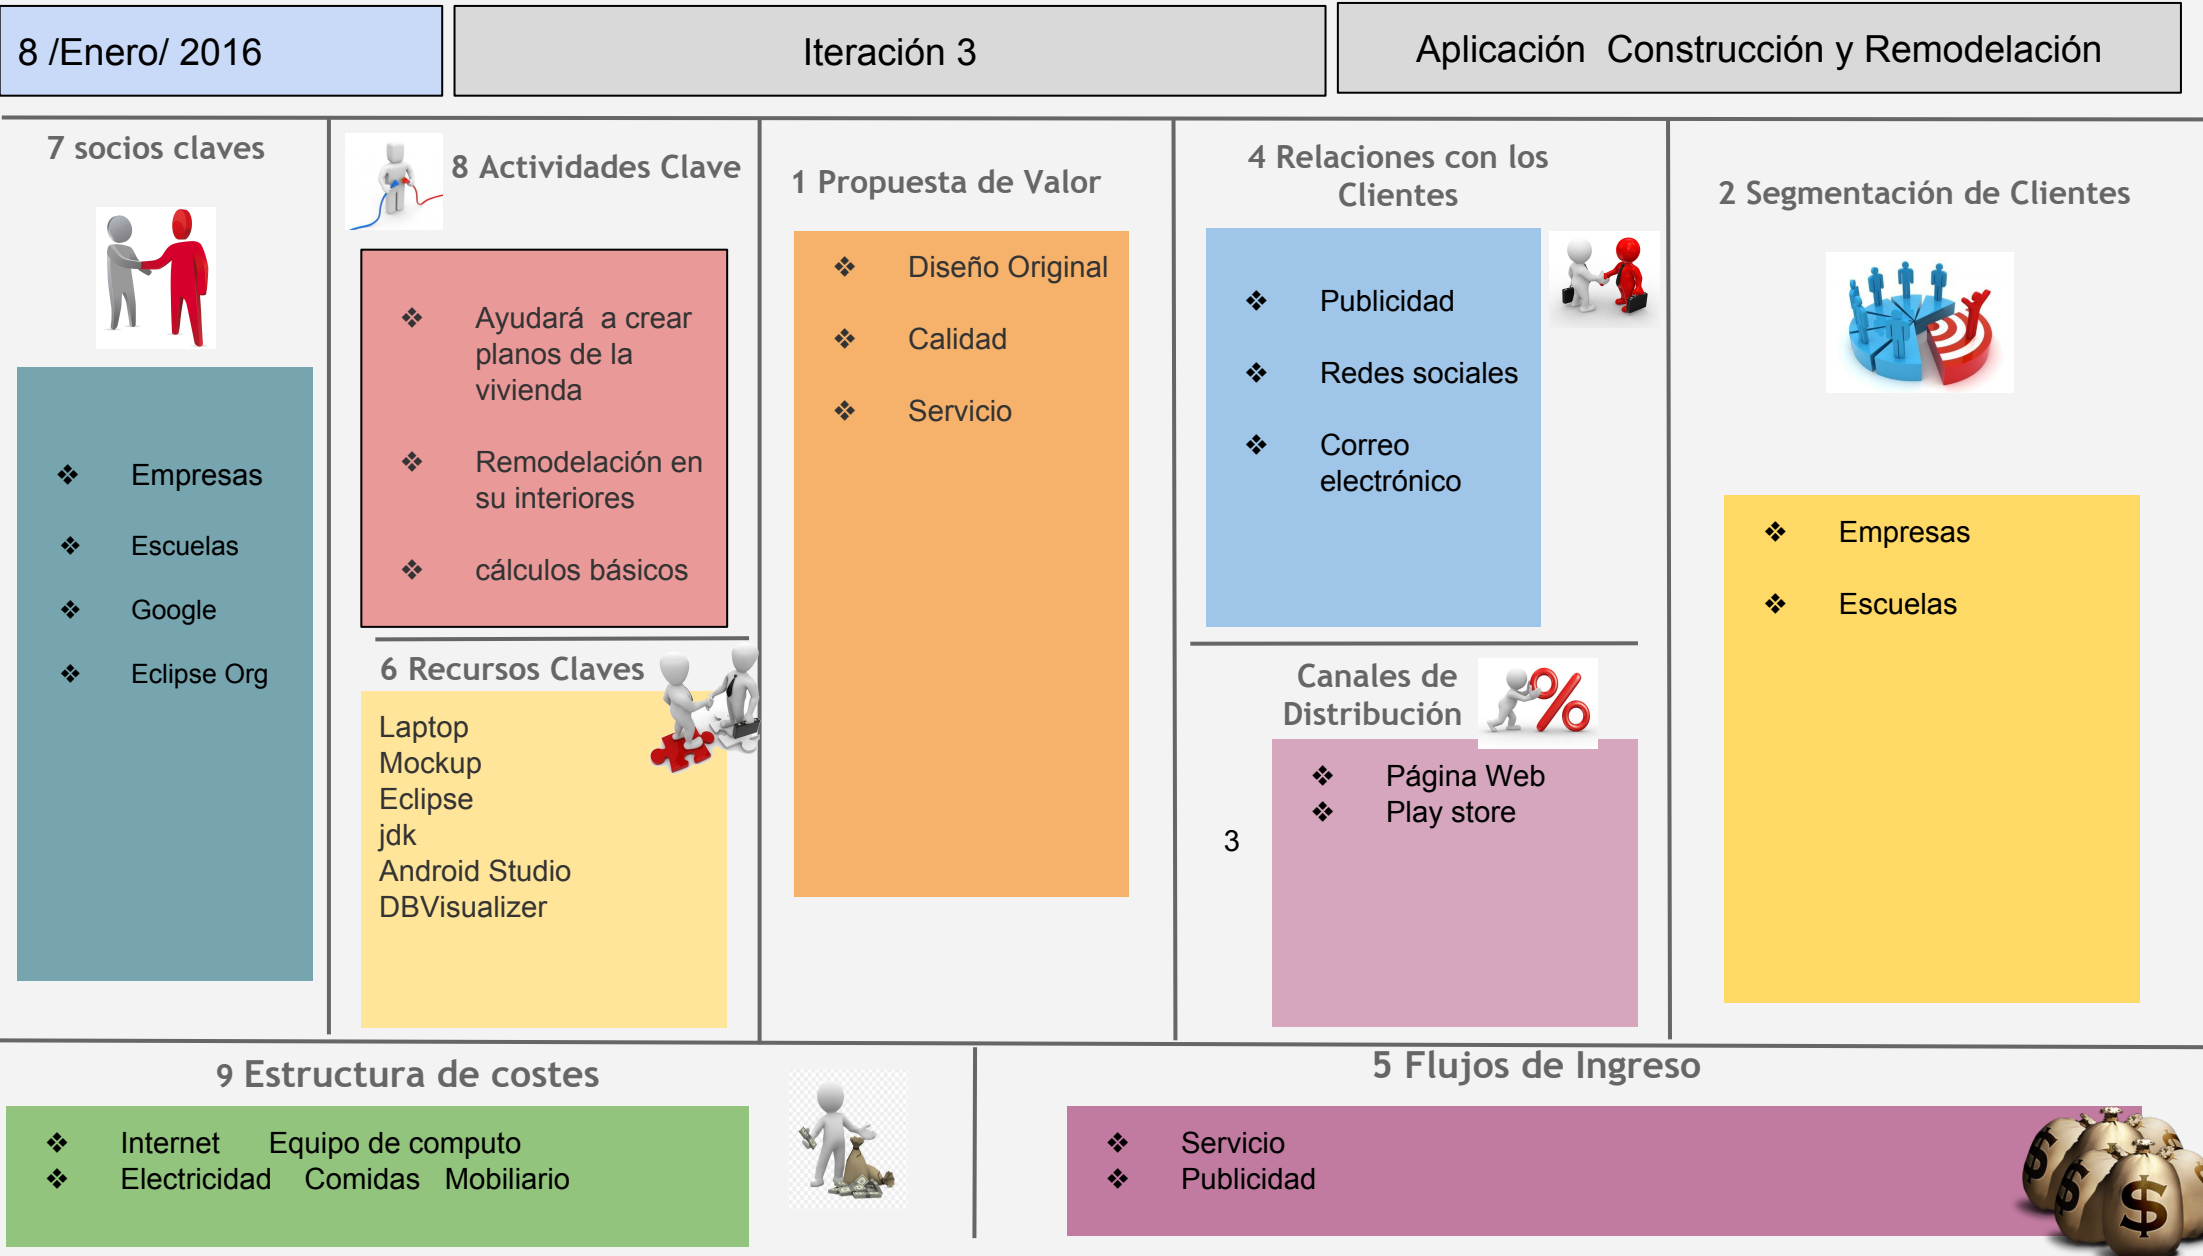 8 /Enero/ 2016
Iteración 3
Aplicación Construcción y Remodelación
7 socios claves
❖ Empresas
❖ Escuelas
❖ Google
❖ Eclipse Org
8 Actividades Clave
❖ Ayudará a crear
planos de la
vivienda
❖ Remodelación en
su interiores
❖ cálculos básicos
6 Recursos Claves
Laptop
Mockup
Eclipse
jdk
Android Studio
DBVisualizer
1 Propuesta de Valor
❖ Diseño Original
❖ Calidad
❖ Servicio
4 Relaciones con los
Clientes
❖ Publicidad
❖ Redes sociales
❖ Correo
electrónico
Canales de
Distribución
%
❖ Página Web
❖ Play store
3
2 Segmentación de Clientes
❖ Empresas
❖ Escuelas
9 Estructura de costes
❖ Internet Equipo de computo
❖ Electricidad Comidas Mobiliario
5 Flujos de Ingreso
❖ Servicio
❖ Publicidad
$ $ $ $